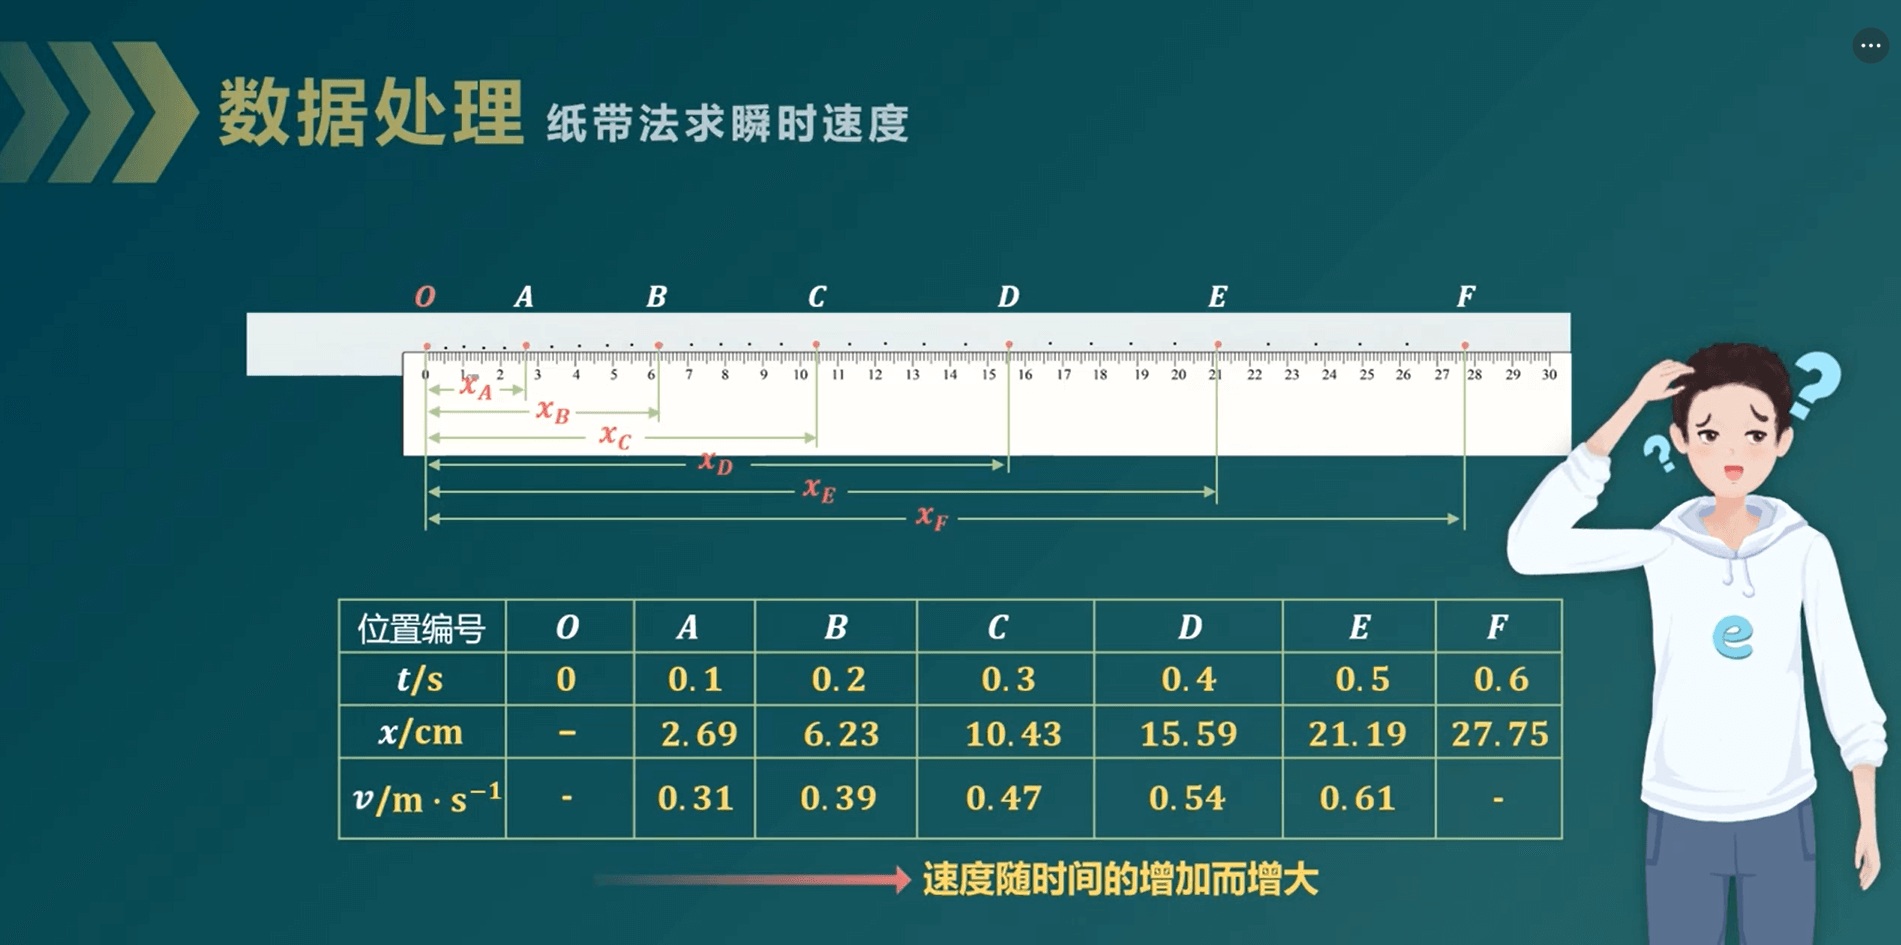 数据处理 纸带法求瞬时速度
O A B C D E F
0 1 2 3 4 5 6 7 8 9 10 11 12 13 14 15 16 17 18 19 20 21 22 23 24 25 26 27 28 29 30
x_A
x_B
x_C
x_D
x_E
x_F
位置编号 O A B C D E F
t/s 0 0.1 0.2 0.3 0.4 0.5 0.6
x/cm - 2.69 6.23 10.43 15.59 21.19 27.75
v/m·s⁻¹ - 0.31 0.39 0.47 0.54 0.61 -
速度随时间的增加而增大
? ?
e